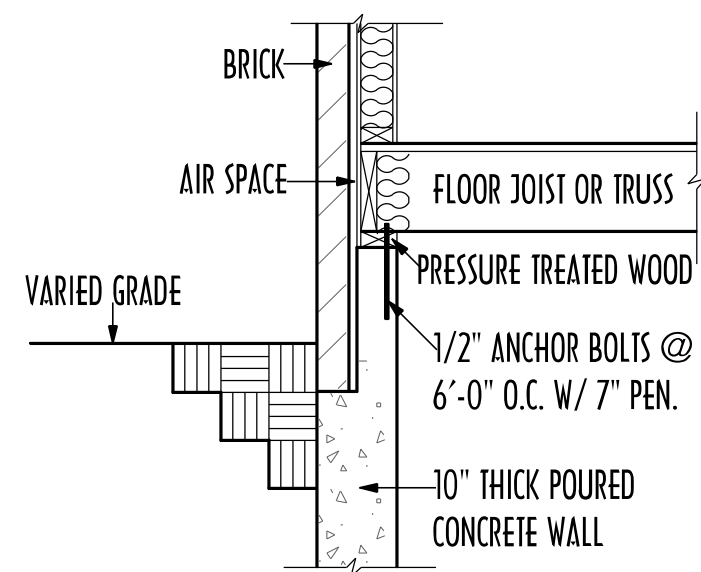 BRICK
AIR SPACE
FLOOR JOIST OR TRUSS
PRESSURE TREATED WOOD
VARIED GRADE
1/2" ANCHOR BOLTS @
6'-0" O.C. W/ 7" PEN.
10" THICK POURED
CONCRETE WALL